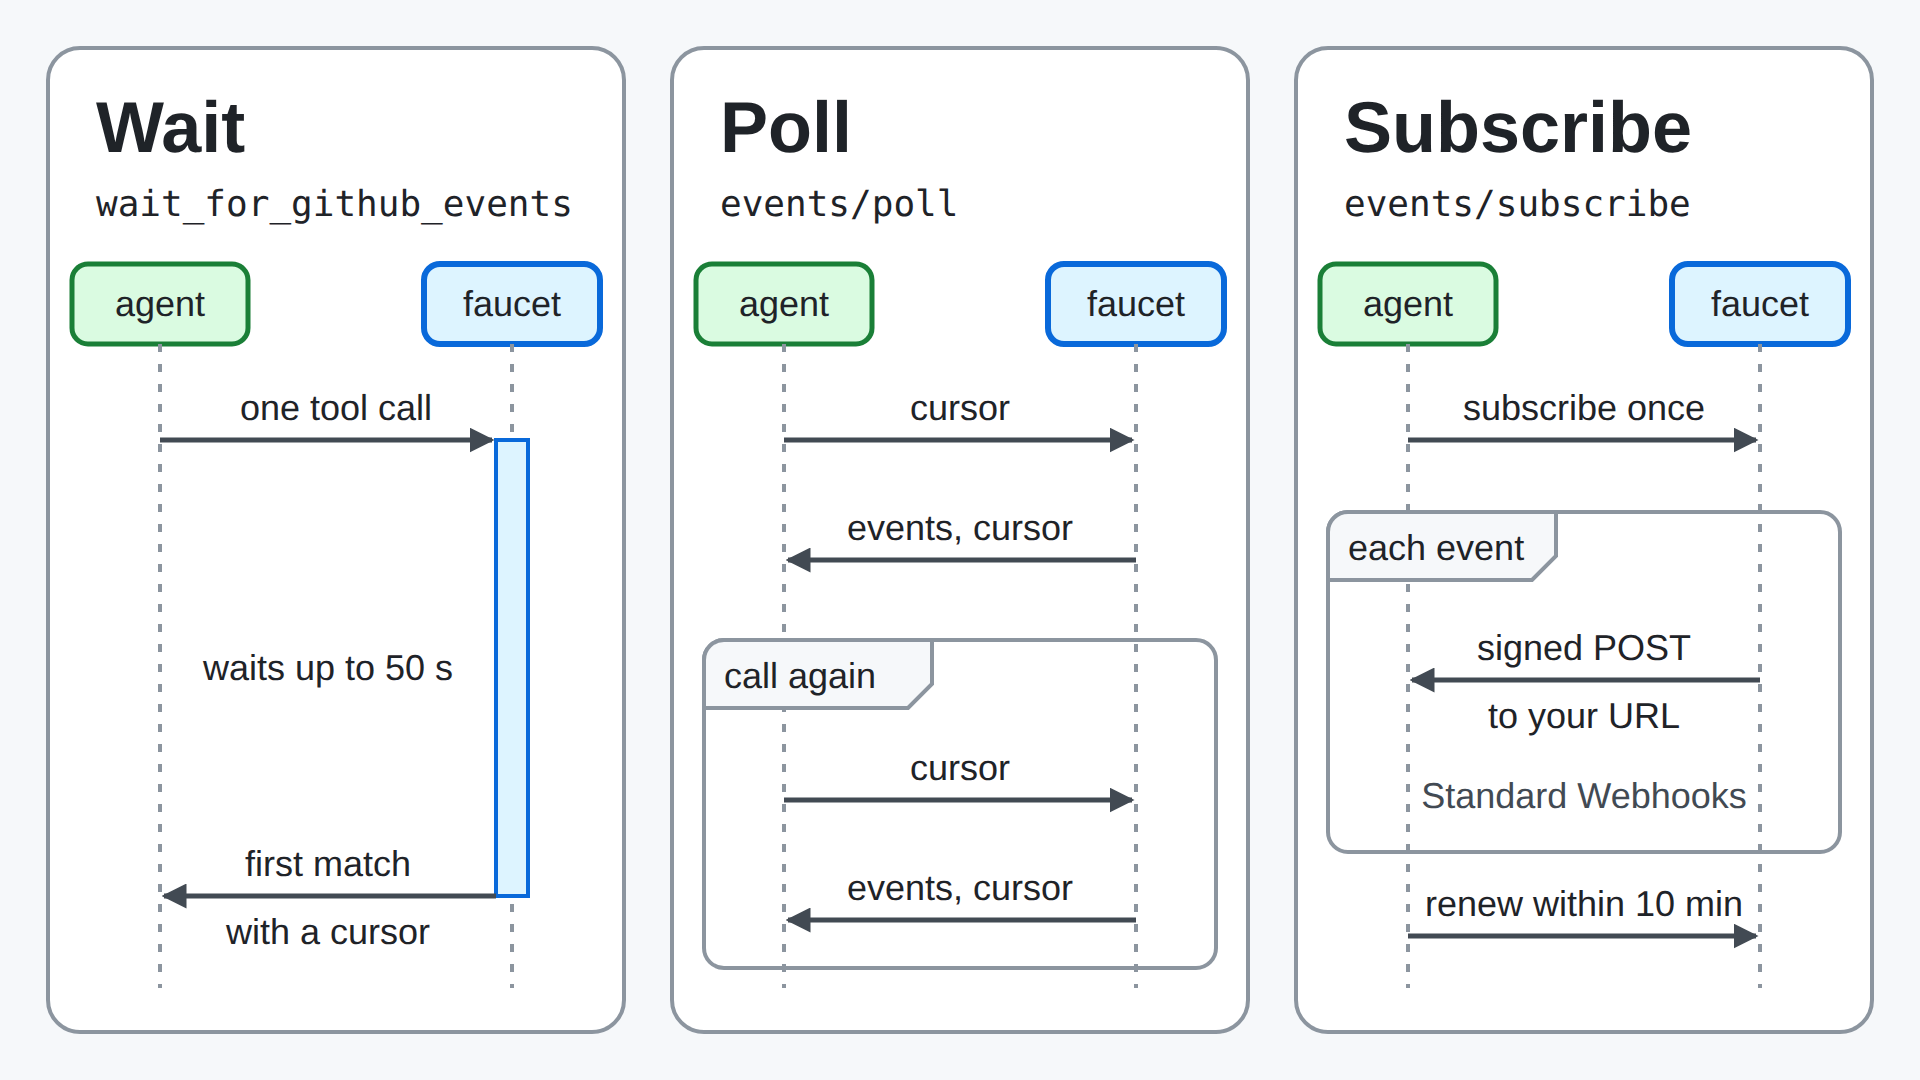 Wait
wait_for_github_events
agent
faucet
one tool call
waits up to 50 s
first match
with a cursor
Poll
events/poll
agent
faucet
cursor
events, cursor
call again
cursor
events, cursor
Subscribe
events/subscribe
agent
faucet
subscribe once
each event
signed POST
to your URL
Standard Webhooks
renew within 10 min